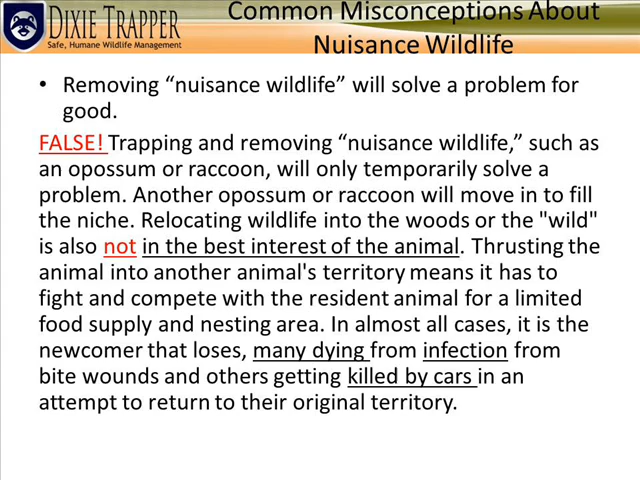 DIXIE TRAPPER
Safe, Humane Wildlife Management
Common Misconceptions About
Nuisance Wildlife
• Removing “nuisance wildlife” will solve a problem for
good.
FALSE! Trapping and removing “nuisance wildlife,” such as
an opossum or raccoon, will only temporarily solve a
problem. Another opossum or raccoon will move in to fill
the niche. Relocating wildlife into the woods or the "wild"
is also not in the best interest of the animal. Thrusting the
animal into another animal's territory means it has to
fight and compete with the resident animal for a limited
food supply and nesting area. In almost all cases, it is the
newcomer that loses, many dying from infection from
bite wounds and others getting killed by cars in an
attempt to return to their original territory.